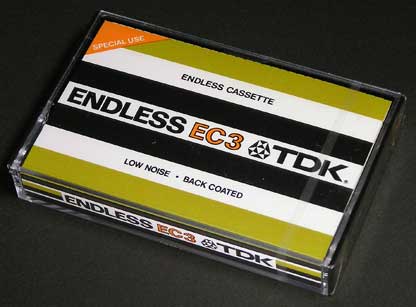 SPECIAL USE
ENDLESS CASSETTE
ENDLESS EC3 TDK®
LOW NOISE • BACK COATED
ENDLESS EC3 TDK